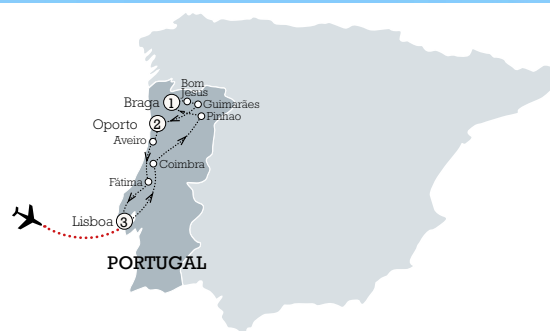 Bom
Jesus
Braga 1
Guimarães
Pinhao
Oporto 2
Aveiro
Coimbra
Fátima
Lisboa 3
PORTUGAL